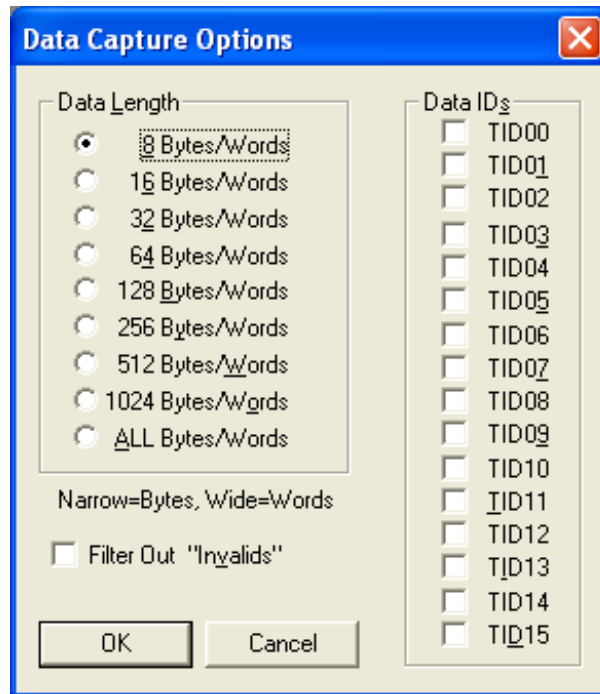 Data Capture Options
Data Length
8 Bytes/Words
16 Bytes/Words
32 Bytes/Words
64 Bytes/Words
128 Bytes/Words
256 Bytes/Words
512 Bytes/Words
1024 Bytes/Words
ALL Bytes/Words
Narrow=Bytes, Wide=Words
Filter Out "Invalids"
OK
Cancel
Data IDs
TID00
TID01
TID02
TID03
TID04
TID05
TID06
TID07
TID08
TID09
TID10
TID11
TID12
TID13
TID14
TID15